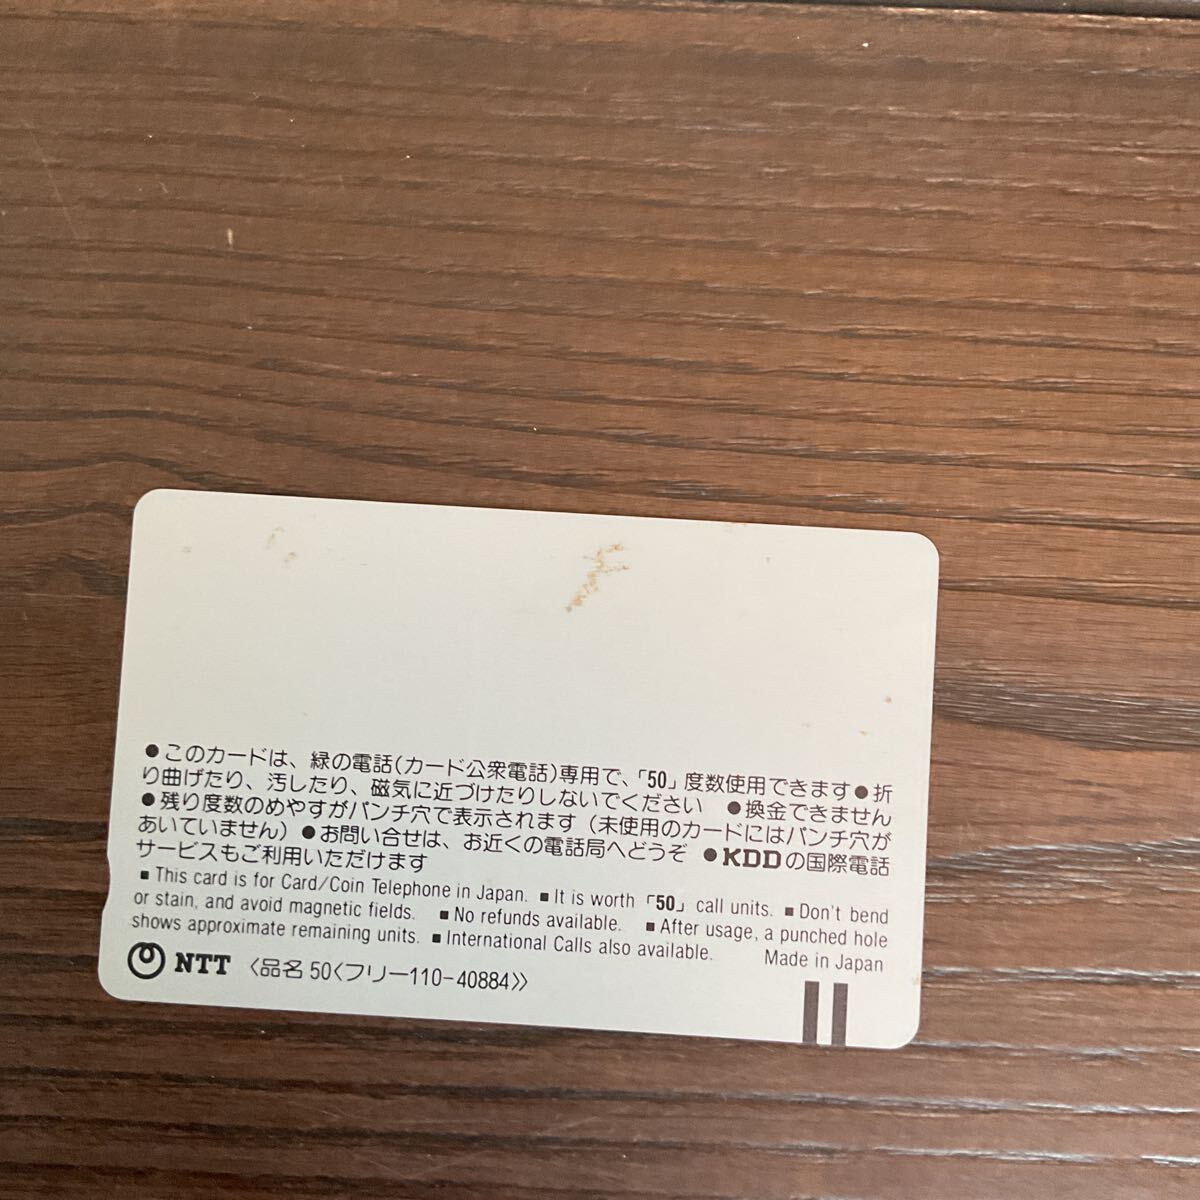 ●このカードは、緑の電話(カード公衆電話)専用で、「50」度数使用できます●折
り曲げたり、汚したり、磁気に近づけたりしないでください ●換金できません
●残り度数のめやすがパンチ穴で表示されます(未使用のカードにはパンチ穴が
あいていません)●お問い合せは、お近くの電話局へどうぞ ●KDDの国際電話
サービスもご利用いただけます
■This card is for Card/Coin Telephone in Japan. ■It is worth「50」call units. ■Don't bend
or stain, and avoid magnetic fields. ■No refunds available. ■After usage, a punched hole
shows approximate remaining units. ■International Calls also available. Made in Japan
NTT 〈品名 50〈フリー110-40884〉〉